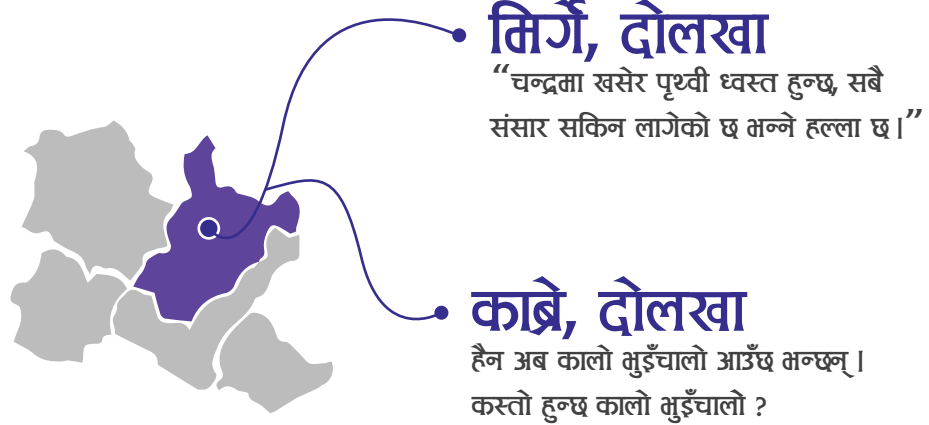 मिर्गे, दोलखा
“चन्द्रमा खसेर पृथ्वी ध्वस्त हुन्छ, सबै
संसार सकिन लागेको छ भन्ने हल्ला छ।”
काब्रे, दोलखा
हैन अब कालो भुइँचालो आउँछ भन्छन्।
कस्तो हुन्छ कालो भुइँचालो ?